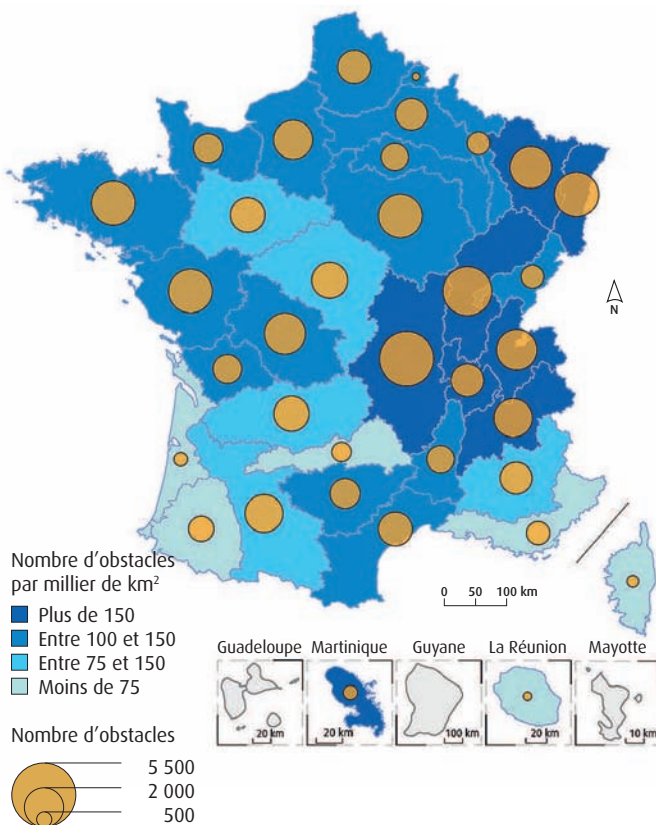 N
Nombre d'obstacles
par millier de km²
Plus de 150
Entre 100 et 150
Entre 75 et 150
Moins de 75
0 50 100 km
Guadeloupe Martinique Guyane La Réunion Mayotte
20 km 20 km 100 km 20 km 10 km
Nombre d'obstacles
5 500
2 000
500